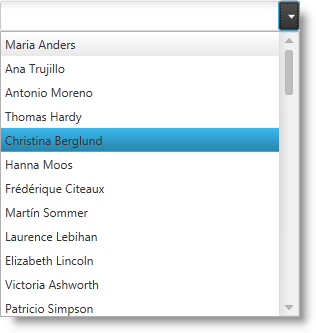 Maria Anders
Ana Trujillo
Antonio Moreno
Thomas Hardy
Christina Berglund
Hanna Moos
Frédérique Citeaux
Martín Sommer
Laurence Lebihan
Elizabeth Lincoln
Victoria Ashworth
Patricio Simpson